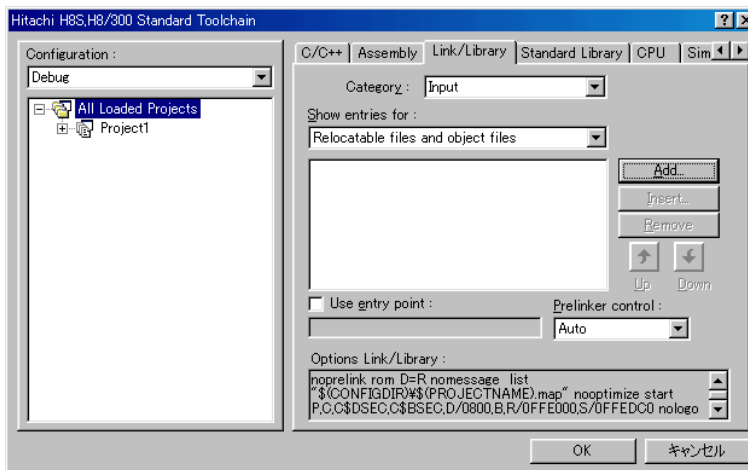 Hitachi H8S,H8/300 Standard Toolchain
Configuration :
Debug
All Loaded Projects
Project1
C/C++ Assembly Link/Library Standard Library CPU Sim
Category : Input
Show entries for :
Relocatable files and object files
Add...
Insert...
Remove
Up Down
Use entry point :
Prelinker control :
Auto
Options Link/Library :
noprelink rom D=R nomessage list
"$(CONFIGDIR)¥$(PROJECTNAME).map" nooptimize start
P,C,C$DSEC,C$BSEC,D/0800,B,R/0FFE000,S/0FFEDC0 nologo
OK キャンセル